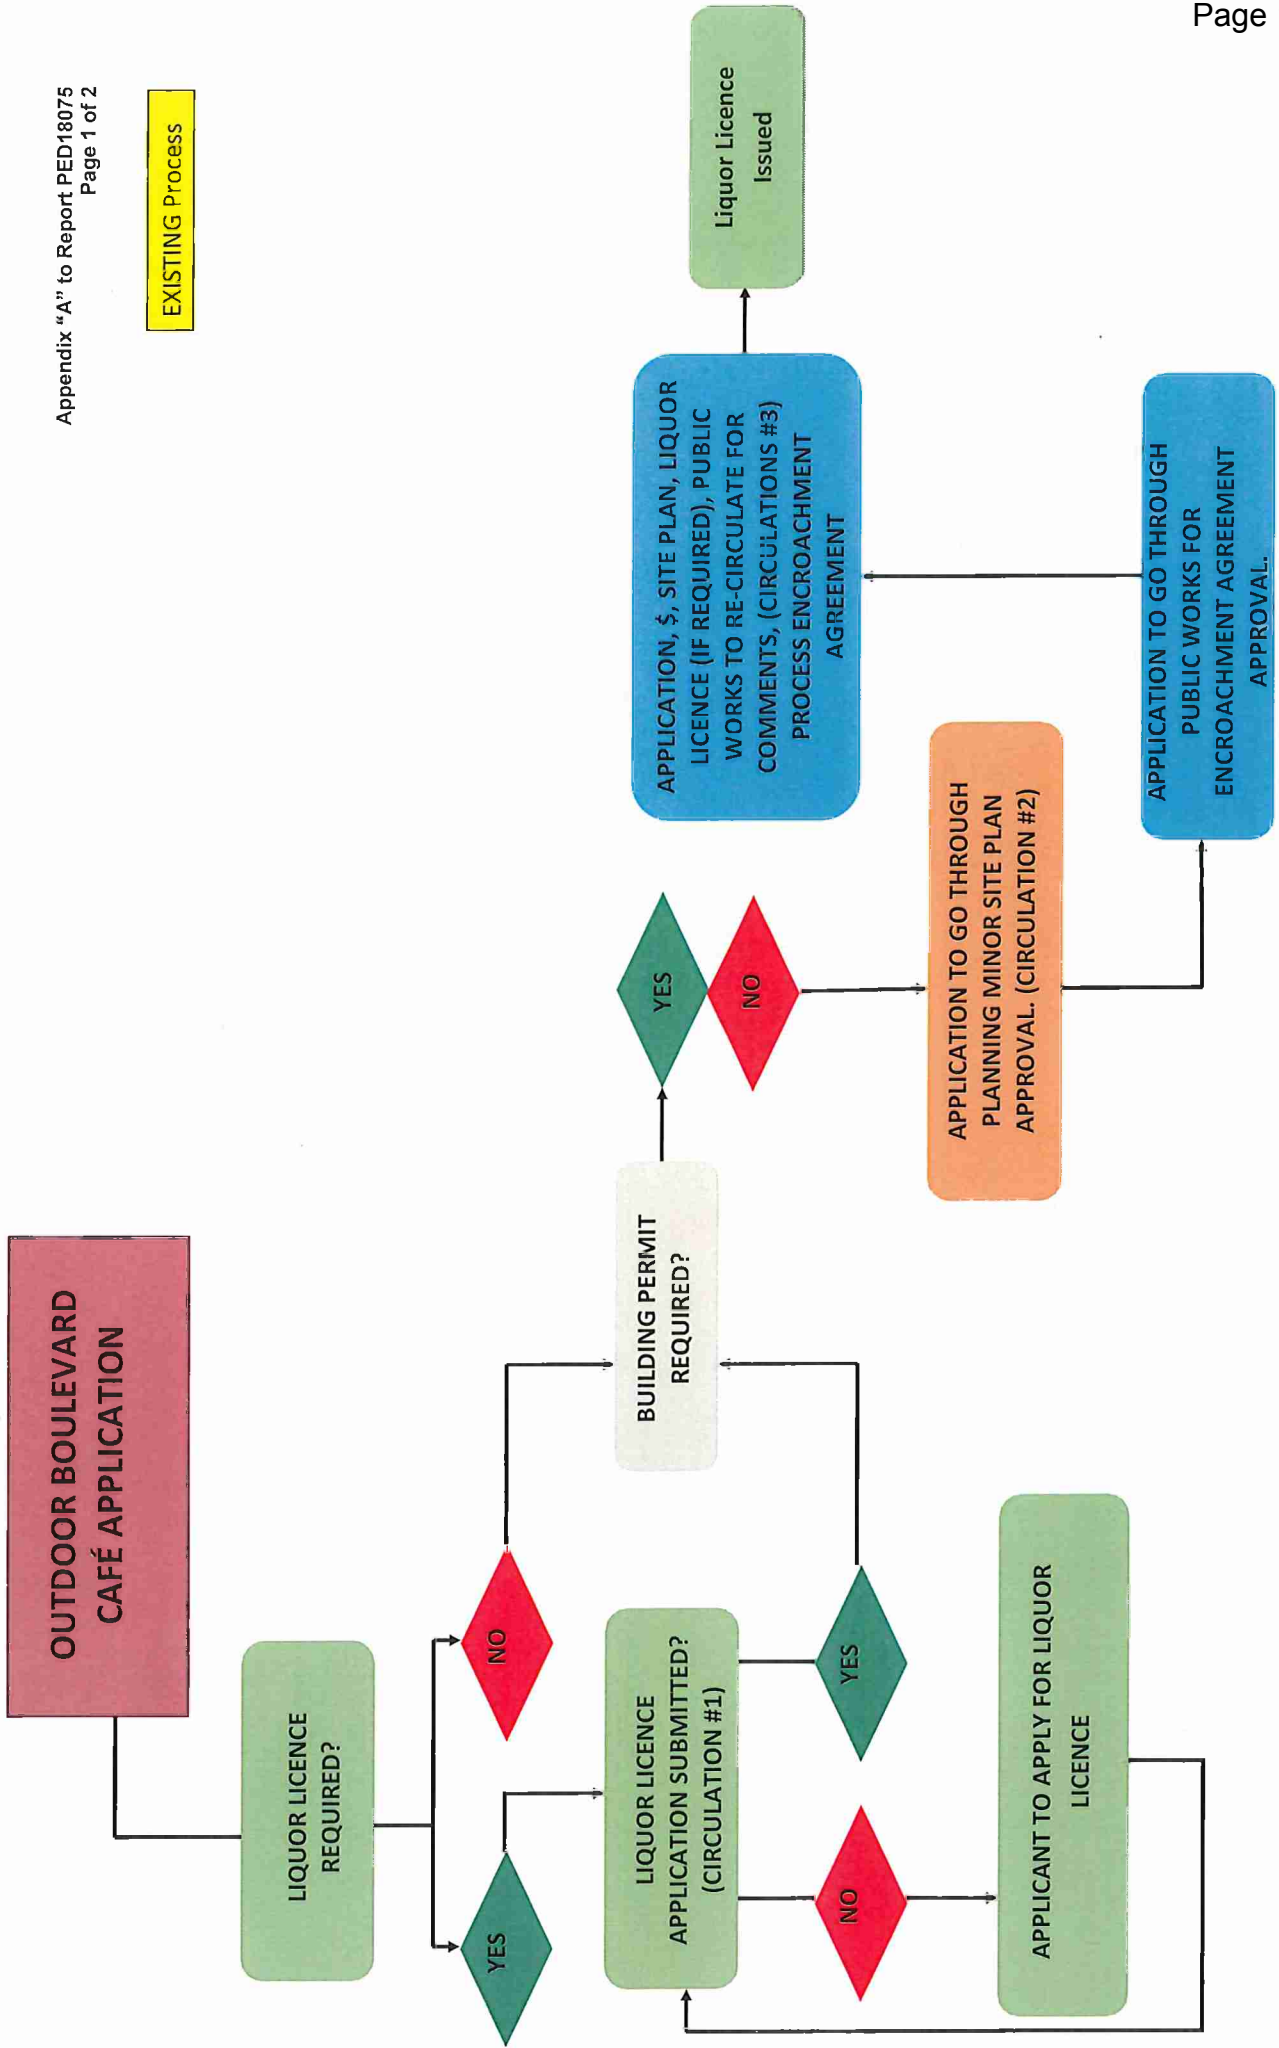 Page
Appendix “A” to Report PED18075
Page 1 of 2
EXISTING Process
OUTDOOR BOULEVARD
CAFÉ APPLICATION
LIQUOR LICENCE
REQUIRED?
YES
NO
LIQUOR LICENCE
APPLICATION SUBMITTED?
(CIRCULATION #1)
NO
YES
APPLICANT TO APPLY FOR LIQUOR
LICENCE
BUILDING PERMIT
REQUIRED?
YES
NO
APPLICATION TO GO THROUGH
PLANNING MINOR SITE PLAN
APPROVAL. (CIRCULATION #2)
APPLICATION TO GO THROUGH
PUBLIC WORKS FOR
ENCROACHMENT AGREEMENT
APPROVAL.
APPLICATION, $, SITE PLAN, LIQUOR
LICENCE (IF REQUIRED), PUBLIC
WORKS TO RE-CIRCULATE FOR
COMMENTS, (CIRCULATIONS #3)
PROCESS ENCROACHMENT
AGREEMENT
Liquor Licence
Issued